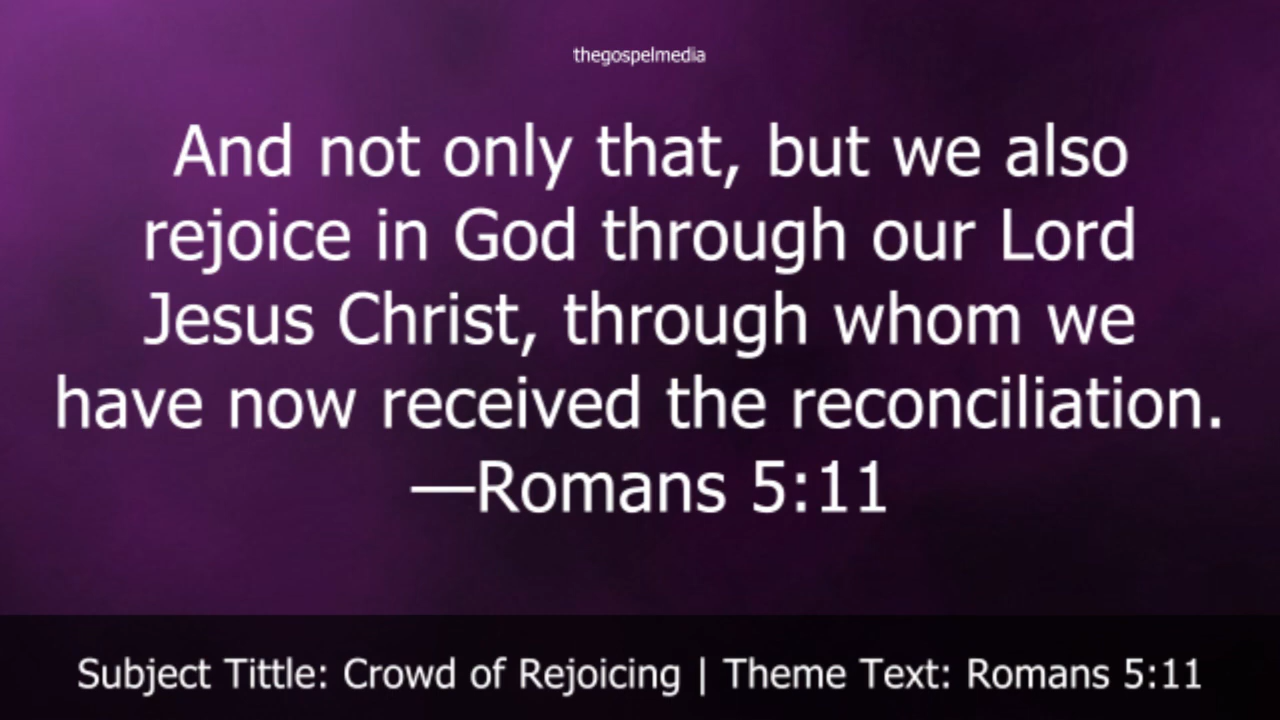 thegospelmedia
And not only that, but we also
rejoice in God through our Lord
Jesus Christ, through whom we
have now received the reconciliation.
—Romans 5:11
Subject Tittle: Crowd of Rejoicing | Theme Text: Romans 5:11